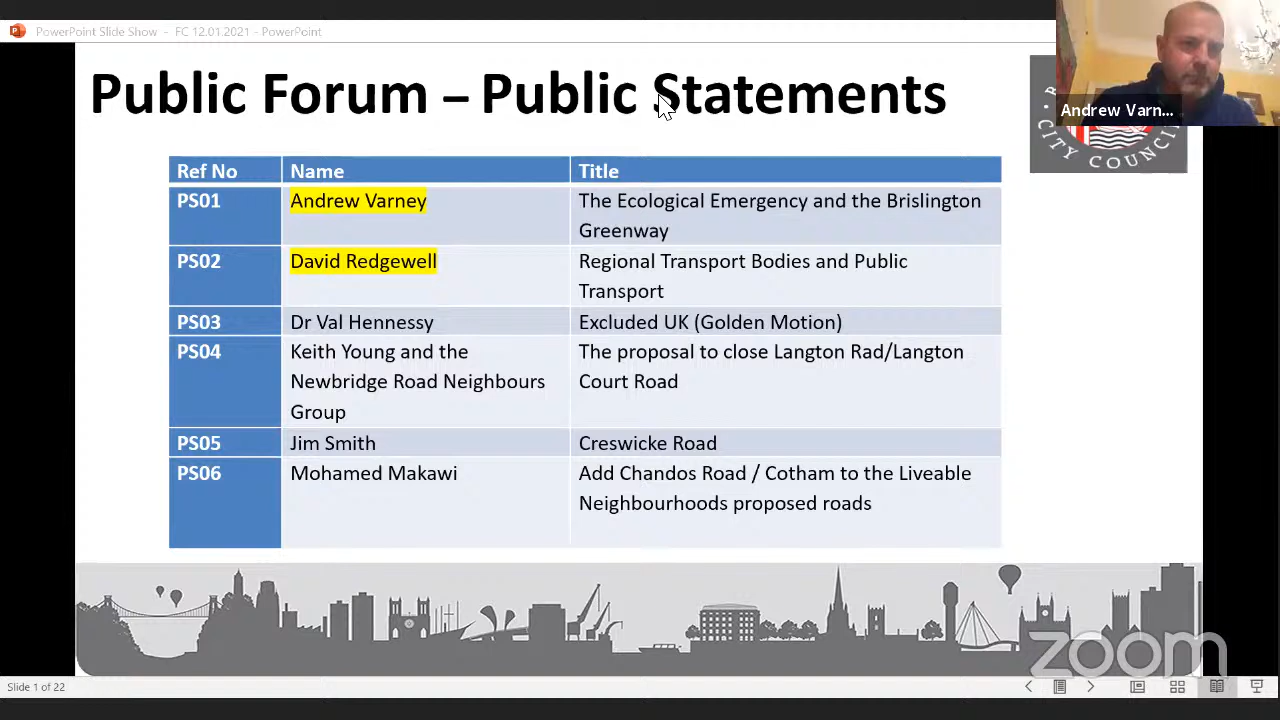 PowerPoint Slide Show - FC 12.01.2021 - PowerPoint
Public Forum – Public Statements
Andrew Varn...
CITY COUNCIL
Ref No Name Title
PS01 Andrew Varney The Ecological Emergency and the Brislington
Greenway
PS02 David Redgewell Regional Transport Bodies and Public
Transport
PS03 Dr Val Hennessy Excluded UK (Golden Motion)
PS04 Keith Young and the The proposal to close Langton Rad/Langton
Newbridge Road Neighbours Court Road
Group
PS05 Jim Smith Creswicke Road
PS06 Mohamed Makawi Add Chandos Road / Cotham to the Liveable
Neighbourhoods proposed roads
zoom
Slide 1 of 22